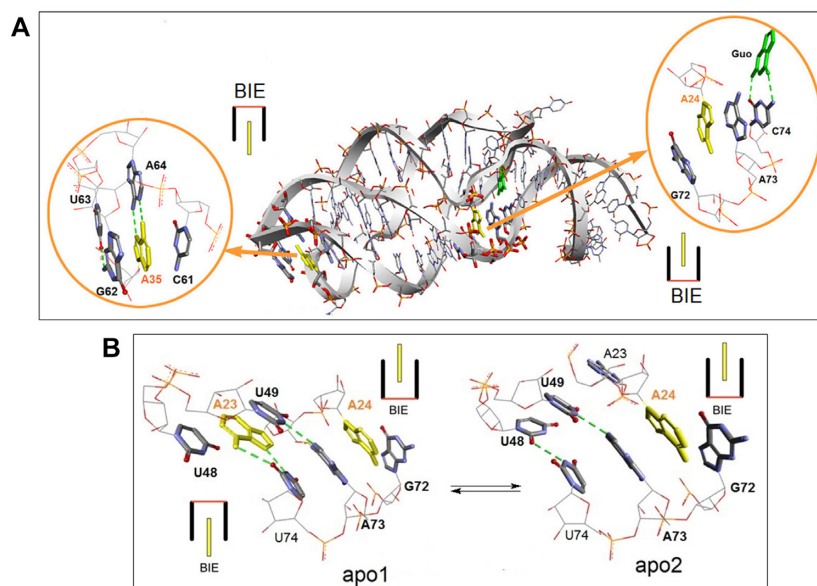 A
BIE
Guo
A24
C74
A73
G72
BIE
A64
U63
A35
G62
C61
B
U49
A23
A24
BIE
U48
G72
U74
A73
BIE
apo1
A23
U49
A24
BIE
U48
G72
U74
A73
apo2